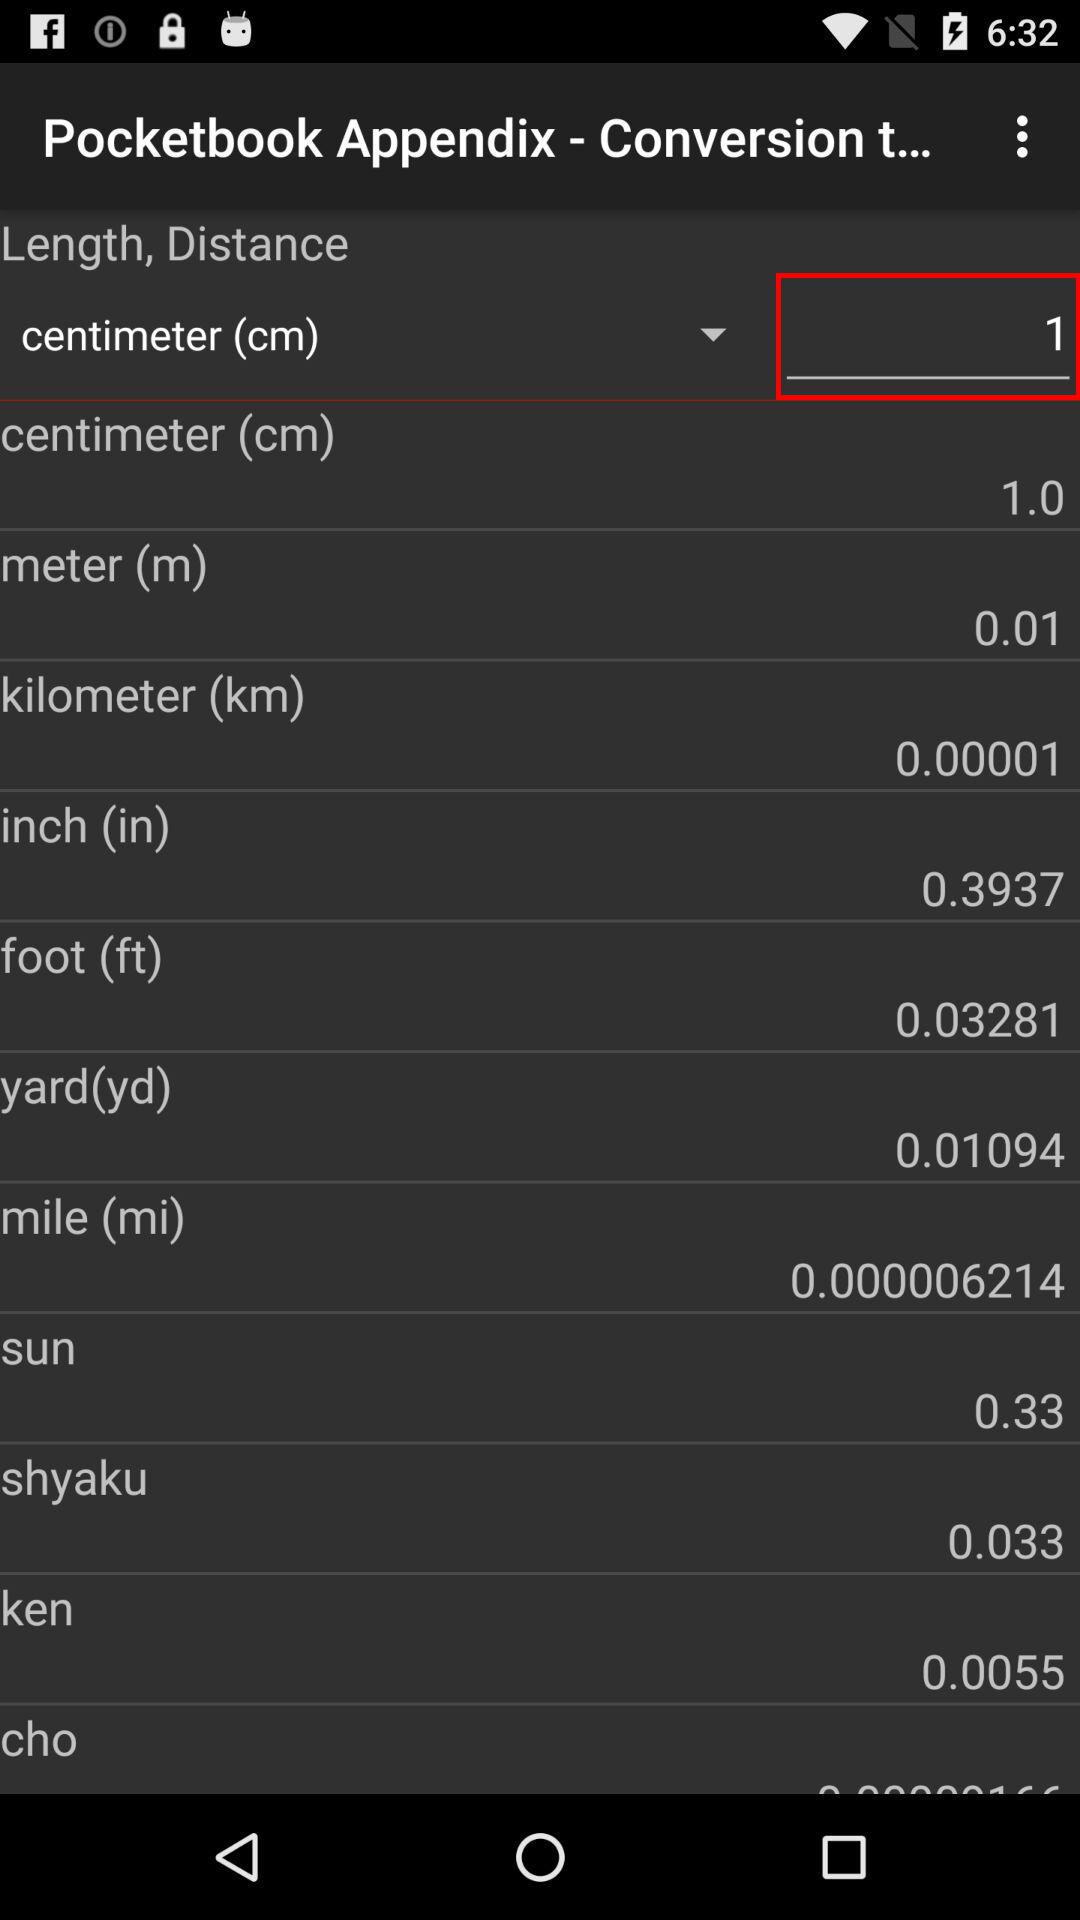 6:32
Pocketbook Appendix - Conversion t...
Length, Distance
centimeter (cm)
1
centimeter (cm)
1.0
meter (m)
0.01
kilometer (km)
0.00001
inch (in)
0.3937
foot (ft)
0.03281
yard(yd)
0.01094
mile (mi)
0.000006214
sun
0.33
shyaku
0.033
ken
0.0055
cho